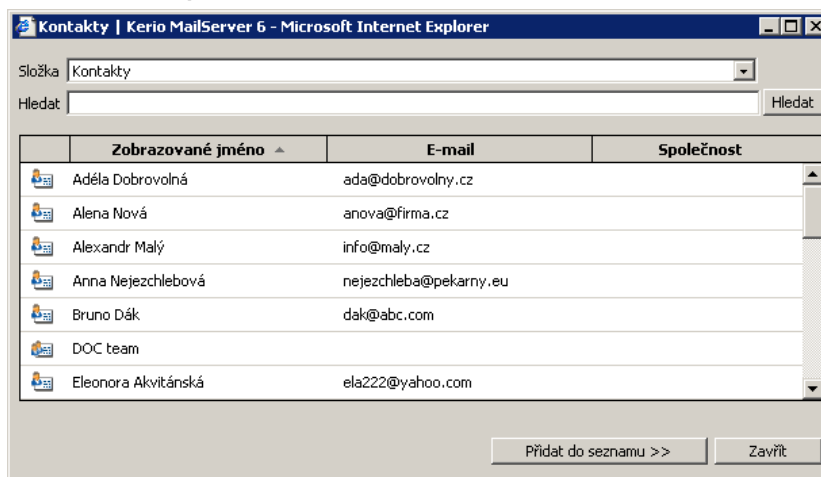 Kontakty | Kerio MailServer 6 - Microsoft Internet Explorer
Složka Kontakty
Hledat Hledat
Zobrazované jméno E-mail Společnost
Adéla Dobrovolná ada@dobrovolny.cz
Alena Nová anova@firma.cz
Alexandr Malý info@maly.cz
Anna Nejezchlebová nejezchleba@pekarny.eu
Bruno Dák dak@abc.com
DOC team
Eleonora Akvitánská ela222@yahoo.com
Přidat do seznamu >> Zavřít